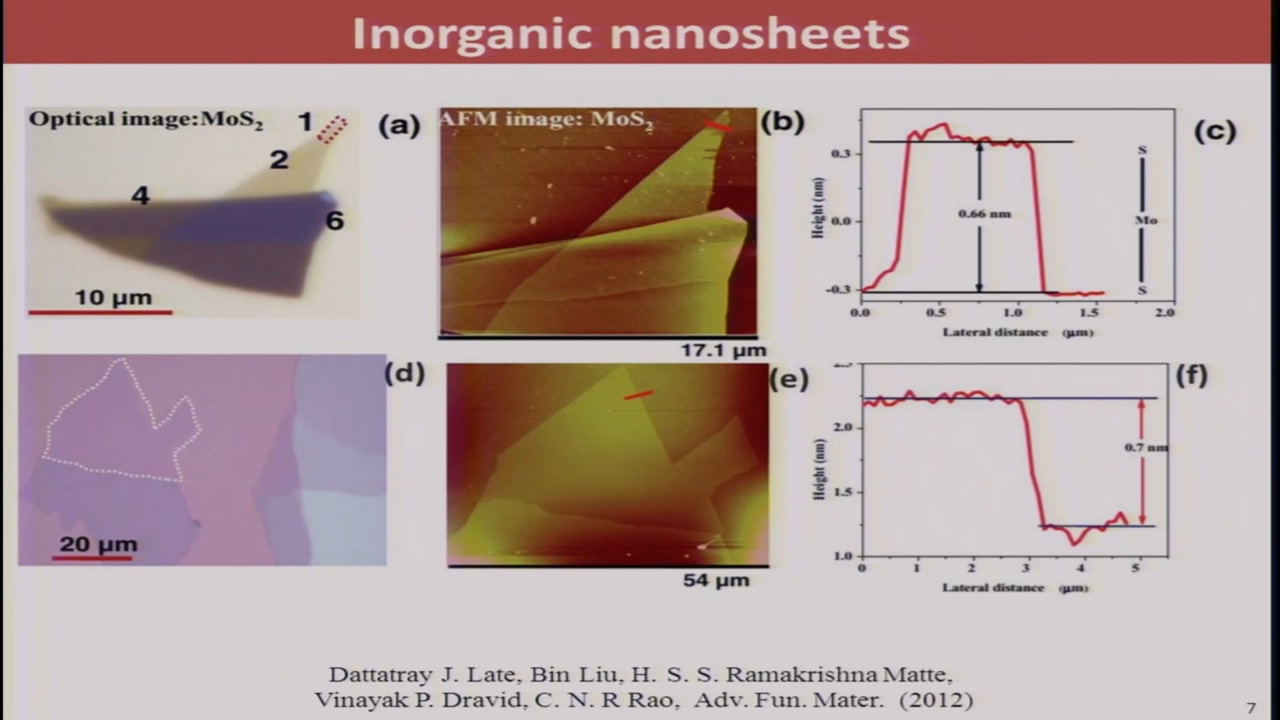 Inorganic nanosheets
Optical image:MoS₂
1
2
4
6
10 µm
(a)
AFM image: MoS₂
17.1 µm
(b)
0.3
0.0
-0.3
Height (nm)
0.66 nm
S
Mo
S
0.0 0.5 1.0 1.5 2.0
Lateral distance (µm)
(c)
20 µm
(d)
54 µm
(e)
2.0
1.5
1.0
Height (nm)
0.7 nm
0 1 2 3 4 5
Lateral distance (µm)
(f)
Dattatray J. Late, Bin Liu, H. S. S. Ramakrishna Matte,
Vinayak P. Dravid, C. N. R Rao, Adv. Fun. Mater. (2012)
7